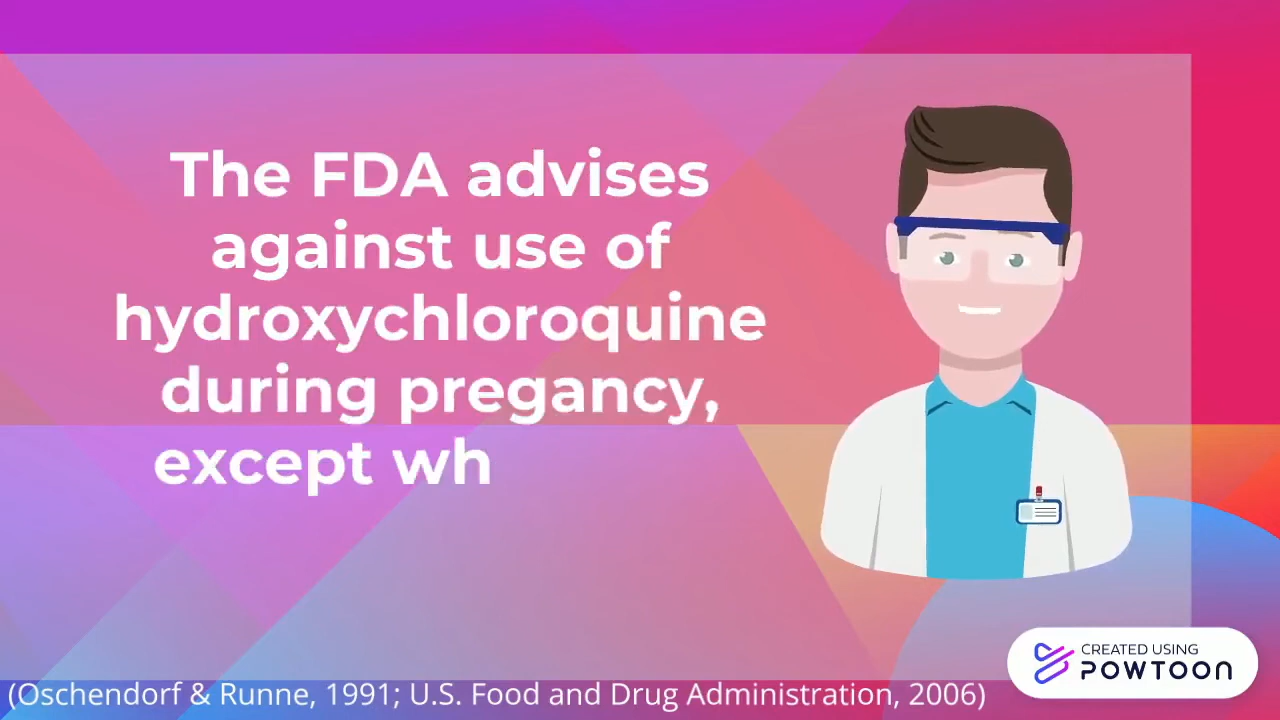 The FDA advises
against use of
hydroxychloroquine
during pregancy,
except wh
(Oschendorf & Runne, 1991; U.S. Food and Drug Administration, 2006)
CREATED USING
POWTOON